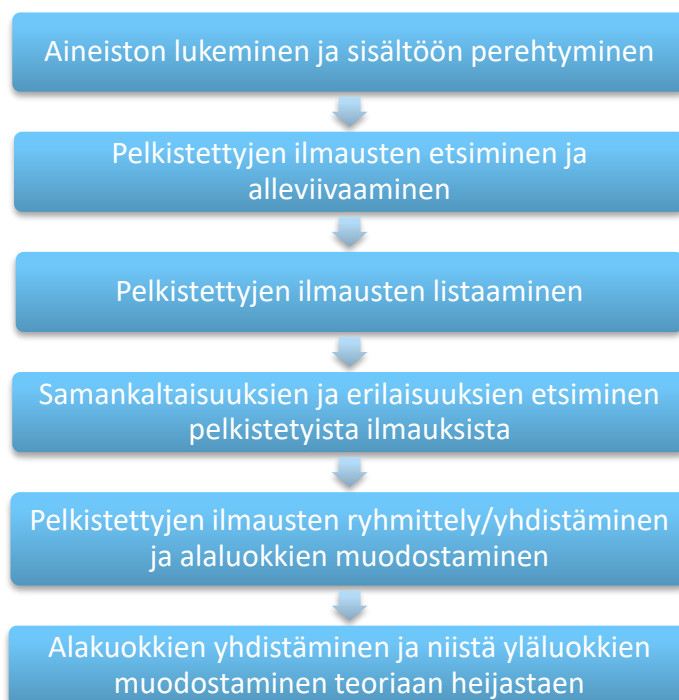 Aineiston lukeminen ja sisältöön perehtyminen
Pelkistettyjen ilmausten etsiminen ja
alleviivaaminen
Pelkistettyjen ilmausten listaaminen
Samankaltaisuuksien ja erilaisuuksien etsiminen
pelkistetyista ilmauksista
Pelkistettyjen ilmausten ryhmittely/yhdistäminen
ja alaluokkien muodostaminen
Alakuokkien yhdistäminen ja niistä yläluokkien
muodostaminen teoriaan heijastaen